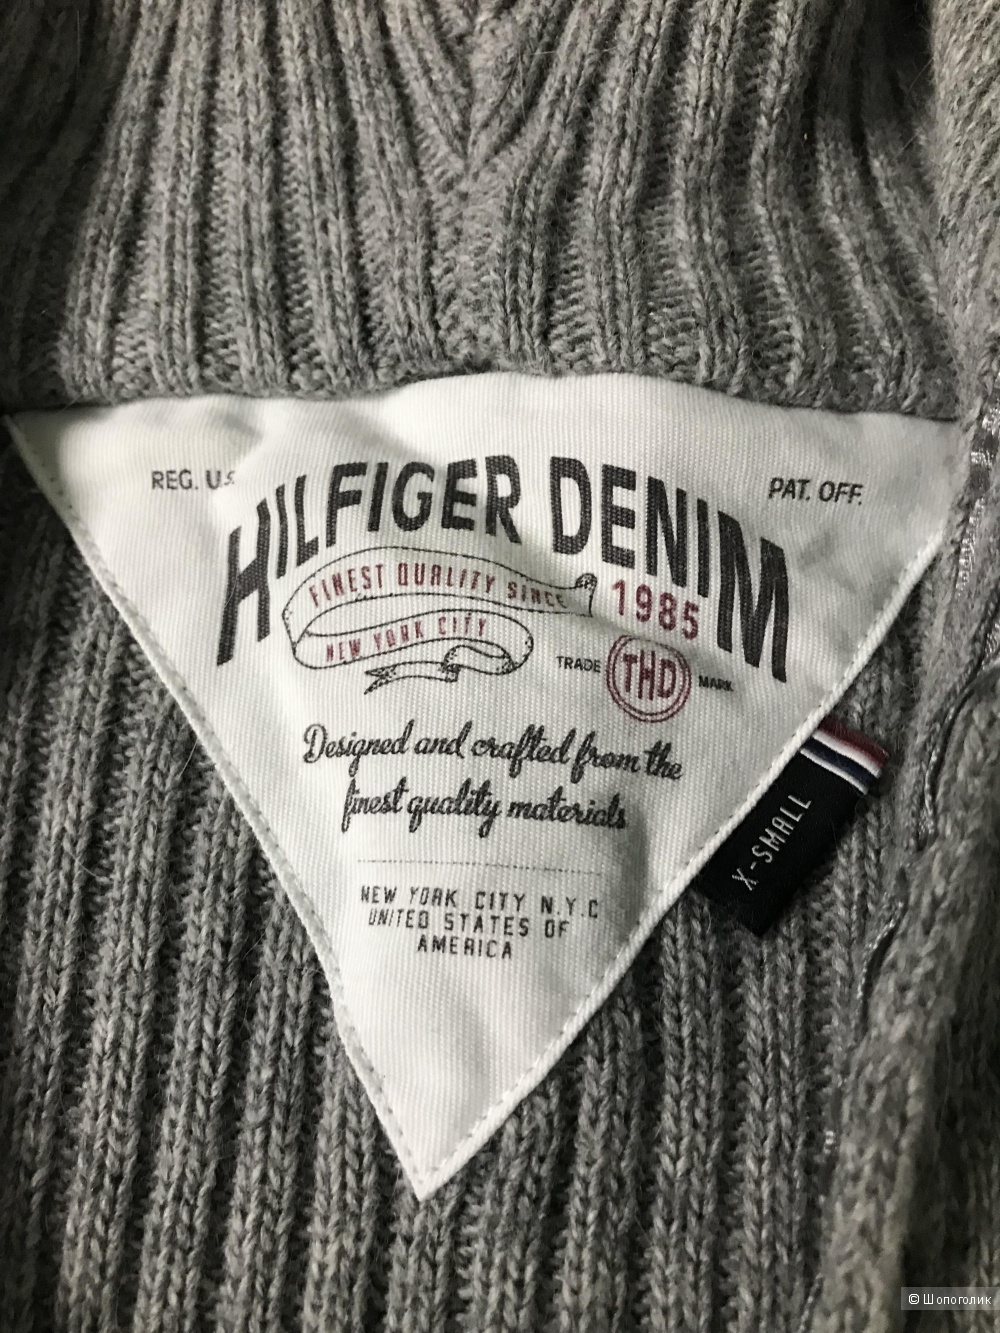 REG. U.S. PAT. OFF.
HILFIGER DENIM
FINEST QUALITY SINCE 1985
NEW YORK CITY
TRADE THD MARK
Designed and crafted from the
finest quality materials
NEW YORK CITY N.Y.C
UNITED STATES OF
AMERICA
X-SMALL
© Шопоголик